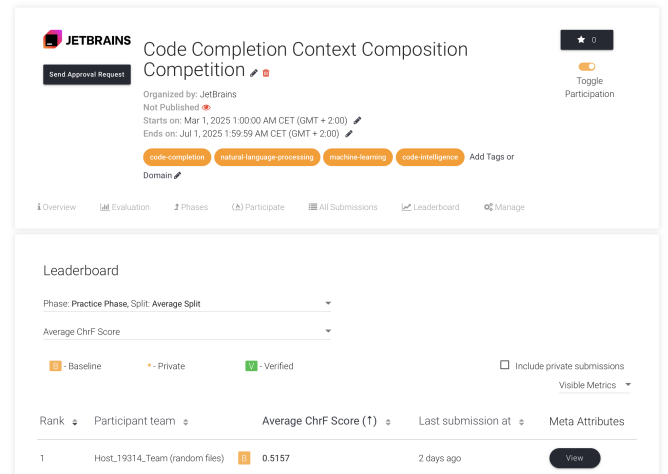 JETBRAINS
Send Approval Request
Code Completion Context Composition
Competition
Organized by: JetBrains
Not Published
Starts on: Mar 1, 2025 1:00:00 AM CET (GMT + 2:00)
Ends on: Jul 1, 2025 1:59:59 AM CET (GMT + 2:00)
code-completion natural-language-processing machine-learning code-intelligence Add Tags or
Domain
0
Toggle
Participation
Overview Evaluation Phases Participate All Submissions Leaderboard Manage
Leaderboard
Phase: Practice Phase, Split: Average Split
Average ChrF Score
B - Baseline * - Private V - Verified
Include private submissions
Visible Metrics
Rank Participant team Average ChrF Score (↑) Last submission at Meta Attributes
1 Host_19314_Team (random files) B 0.5157 2 days ago View